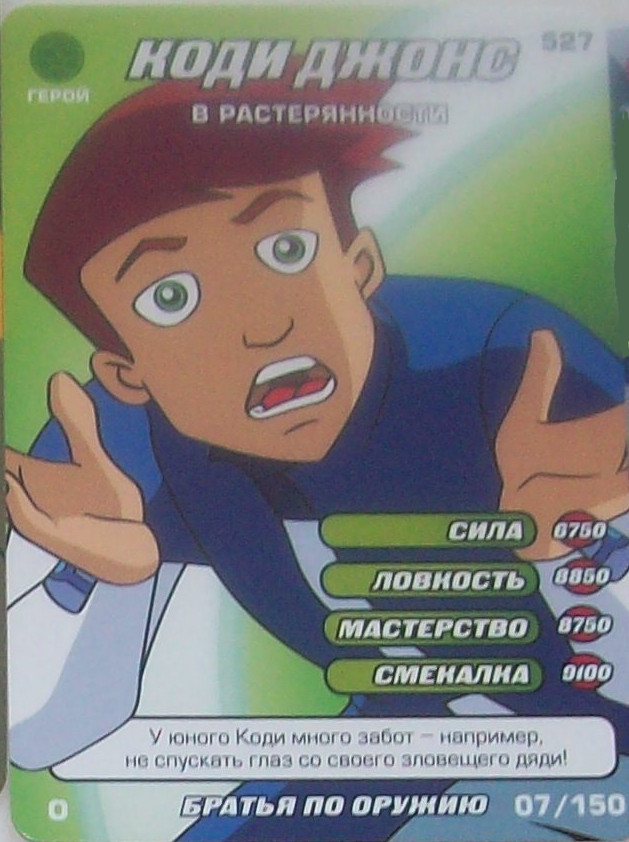 КОДИ ДЖОНС
527
ГЕРОЙ
В РАСТЕРЯННОСТИ
СИЛА 6750
ЛОВКОСТЬ 8850
МАСТЕРСТВО 8750
СМЕКАЛКА 9100
У юного Коди много забот – например,
не спускать глаз со своего зловещего дяди!
0 БРАТЬЯ ПО ОРУЖИЮ 07/150